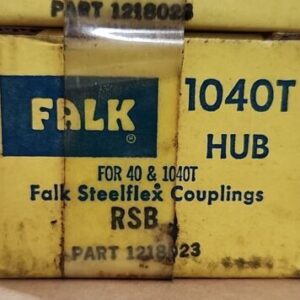 PART 1218023
FALK
1040T
HUB
FOR 40 & 1040T
Falk Steelflex Couplings
RSB
PART 1218023